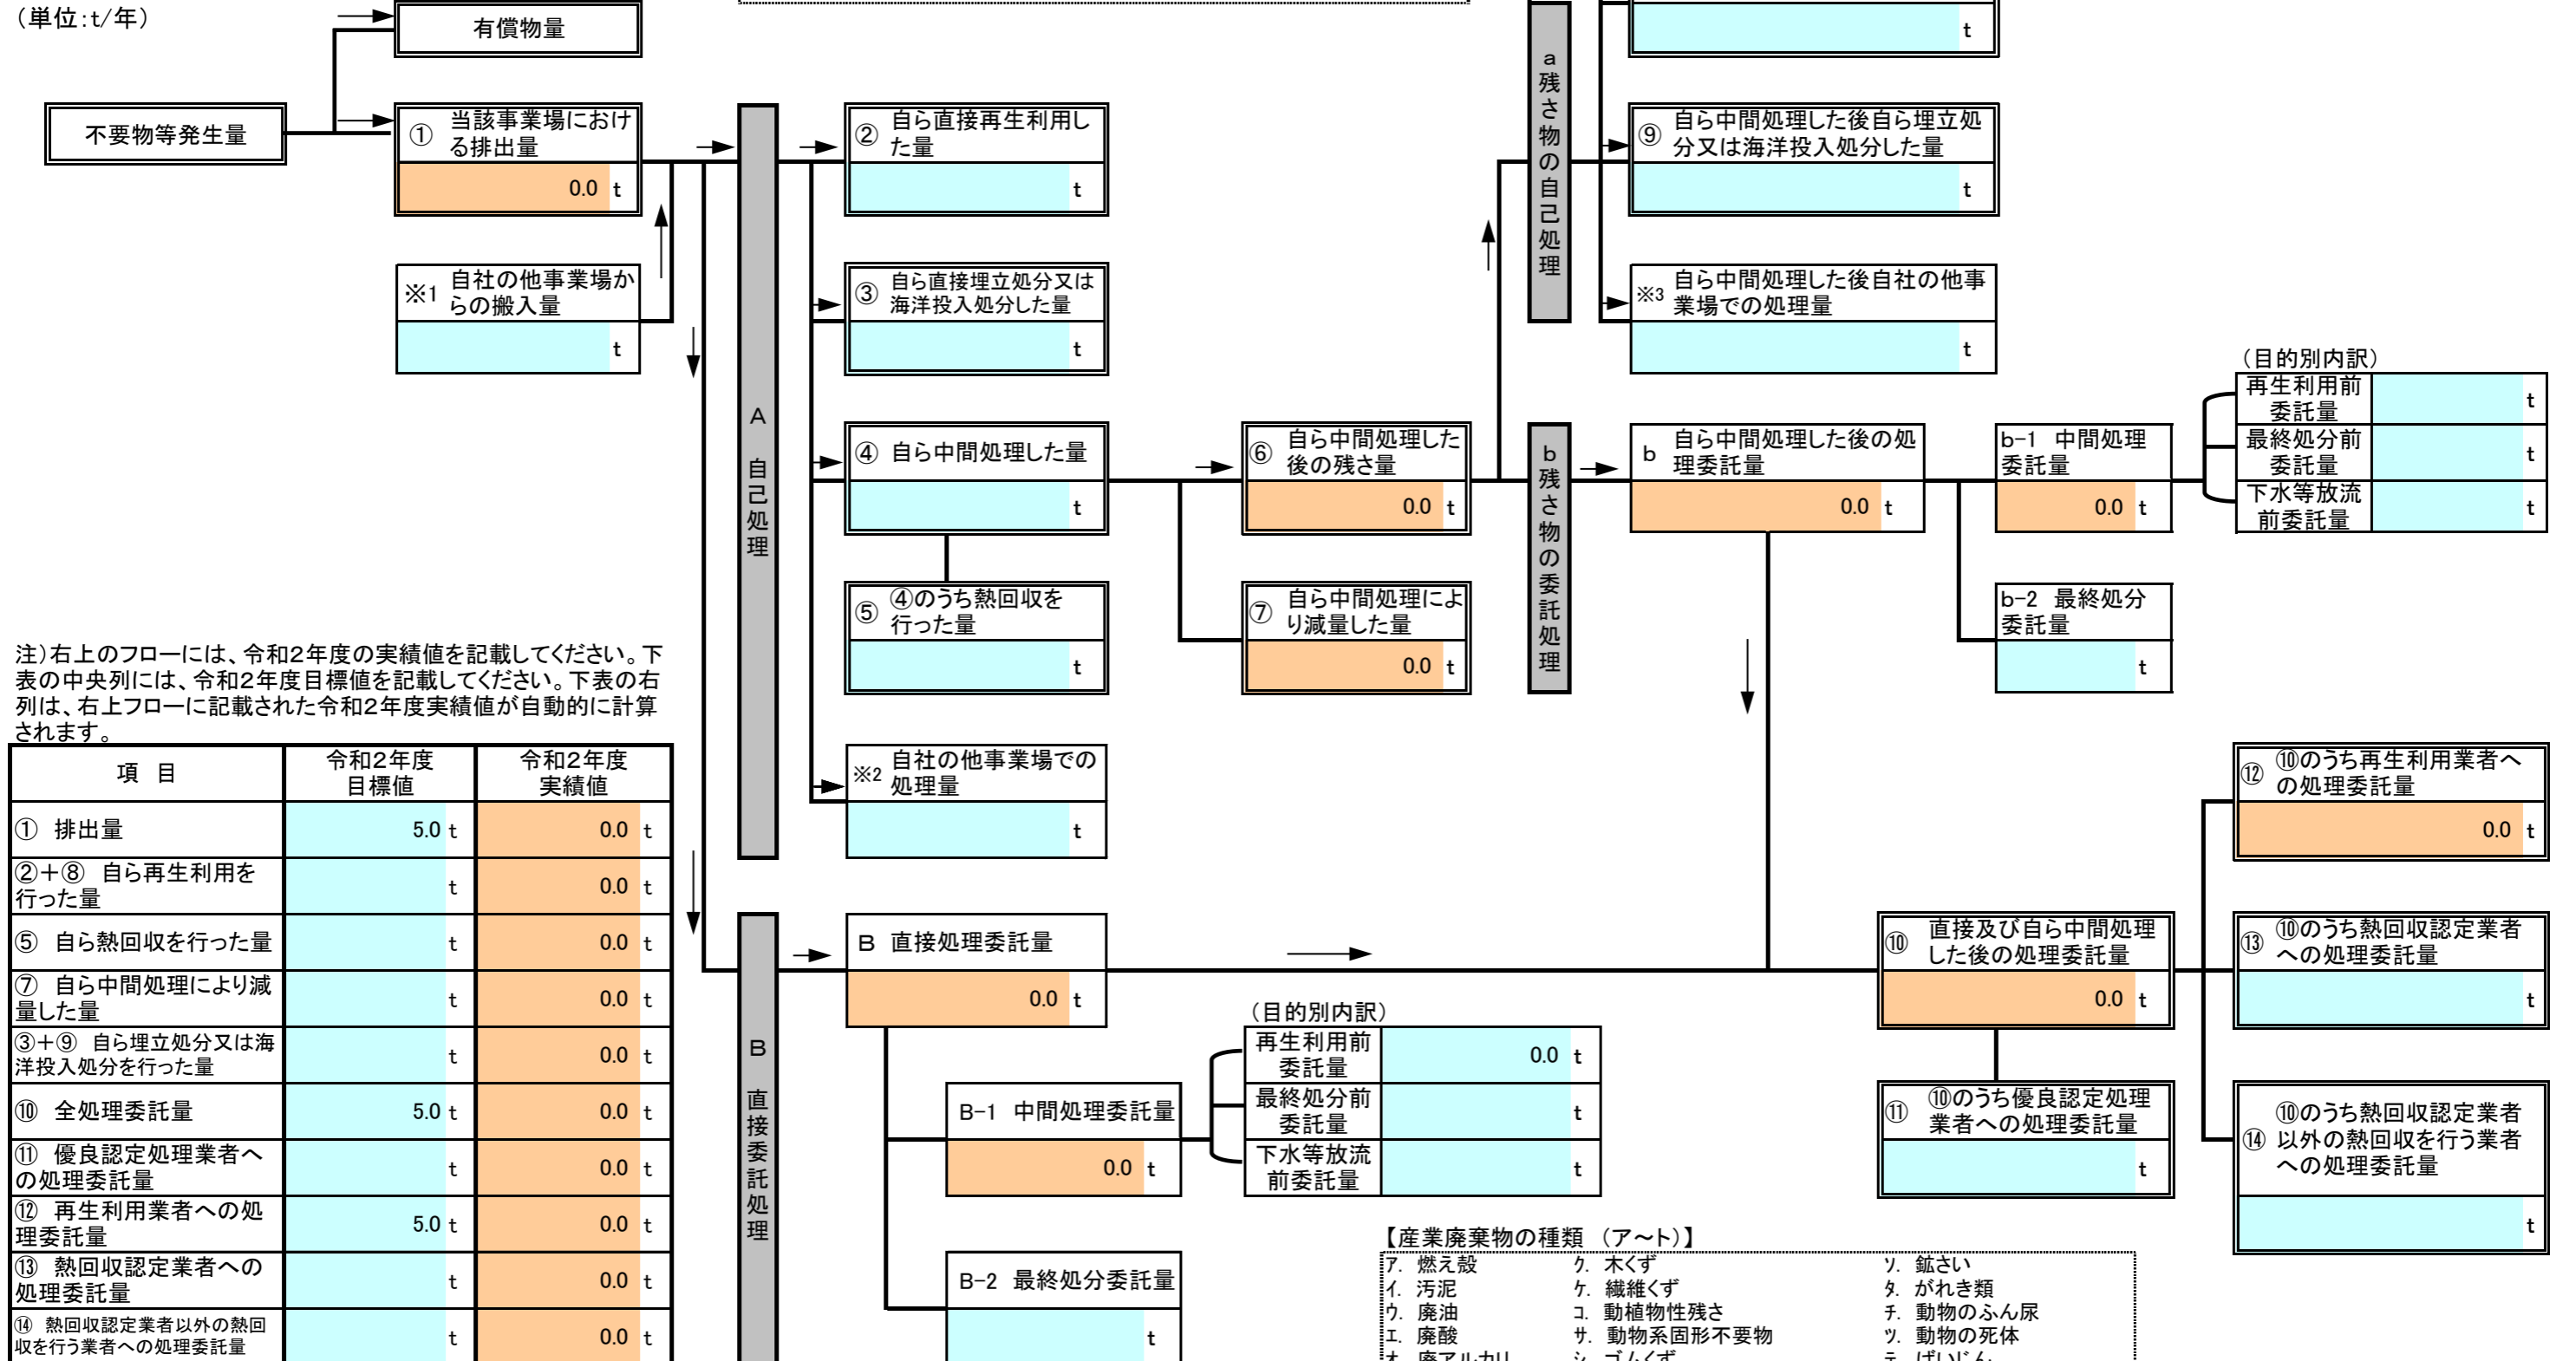 (単位:t/年)
有償物量
不要物等発生量
① 当該事業場におけ
る排出量
0.0 t
※1 自社の他事業場か
らの搬入量
t
A 自己処理
② 自ら直接再生利用し
た量
t
③ 自ら直接埋立処分又は
海洋投入処分した量
t
④ 自ら中間処理した量
t
⑤ ④のうち熱回収を
行った量
t
※2 自社の他事業場での
処理量
t
⑥ 自ら中間処理した
後の残さ量
0.0 t
⑦ 自ら中間処理によ
り減量した量
0.0 t
a 残さ物の自己処理
t
⑨ 自ら中間処理した後自ら埋立処
分又は海洋投入処分した量
t
※3 自ら中間処理した後自社の他事
業場での処理量
t
b 残さ物の委託処理
b 自ら中間処理した後の処
理委託量
0.0 t
b-1 中間処理
委託量
0.0 t
b-2 最終処分
委託量
t
(目的別内訳)
再生利用前
委託量
t
最終処分前
委託量
t
下水等放流
前委託量
t
注)右上のフローには、令和2年度の実績値を記載してください。下
表の中央列には、令和2年度目標値を記載してください。下表の右
列は、右上フローに記載された令和2年度実績値が自動的に計算
されます。
項 目 令和2年度 目標値 令和2年度 実績値
① 排出量 5.0 t 0.0 t
②+⑧ 自ら再生利用を
行った量 t 0.0 t
⑤ 自ら熱回収を行った量 t 0.0 t
⑦ 自ら中間処理により減
量した量 t 0.0 t
③+⑨ 自ら埋立処分又は海
洋投入処分を行った量 t 0.0 t
⑩ 全処理委託量 5.0 t 0.0 t
⑪ 優良認定処理業者へ
の処理委託量 t 0.0 t
⑫ 再生利用業者への処
理委託量 5.0 t 0.0 t
⑬ 熱回収認定業者への
処理委託量 t 0.0 t
⑭ 熱回収認定業者以外の熱回
収を行う業者への処理委託量 t 0.0 t
B 直接委託処理
B 直接処理委託量
0.0 t
B-1 中間処理委託量
0.0 t
B-2 最終処分委託量
t
(目的別内訳)
再生利用前
委託量
0.0 t
最終処分前
委託量
t
下水等放流
前委託量
t
⑩ 直接及び自ら中間処理
した後の処理委託量
0.0 t
⑪ ⑩のうち優良認定処理
業者への処理委託量
t
⑫ ⑩のうち再生利用業者へ
の処理委託量
0.0 t
⑬ ⑩のうち熱回収認定業者
への処理委託量
t
⑭ ⑩のうち熱回収認定業者
以外の熱回収を行う業者
への処理委託量
t
【産業廃棄物の種類 (ア~ト)】
ア. 燃え殻 ク. 木くず ソ. 鉱さい
イ. 汚泥 ケ. 繊維くず タ. がれき類
ウ. 廃油 コ. 動植物性残さ チ. 動物のふん尿
エ. 廃酸 サ. 動物系固形不要物 ツ. 動物の死体
オ. 廃アルカリ シ. ゴムくず テ. ばいじん